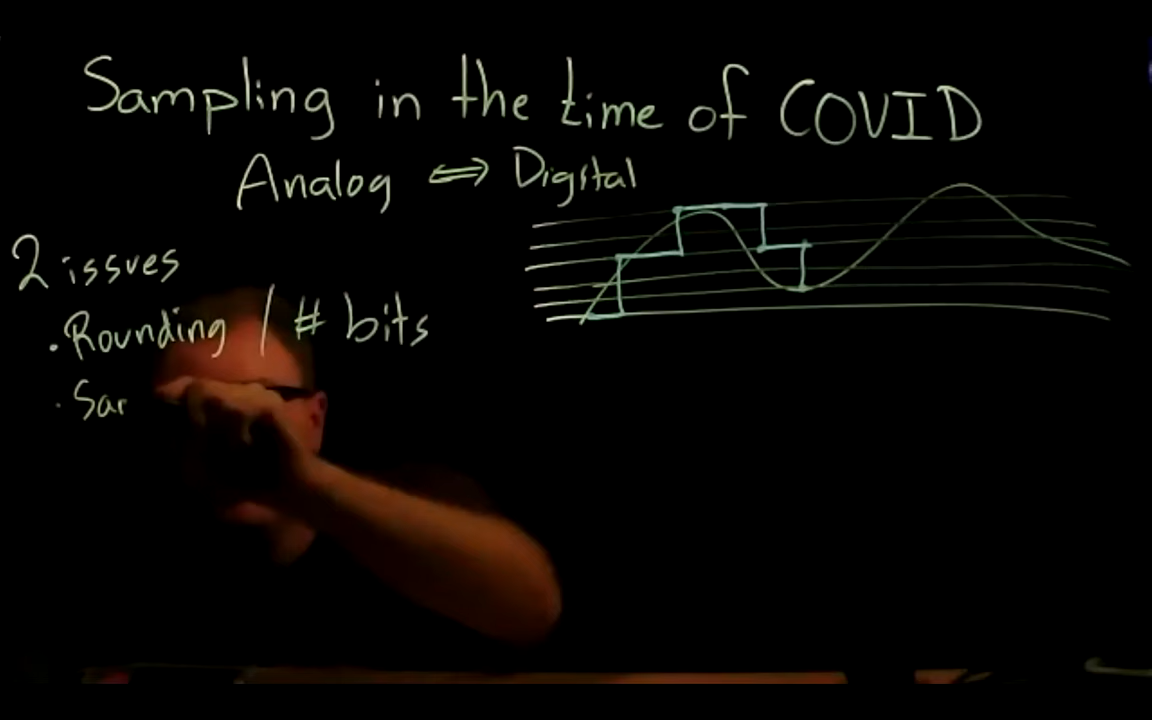 Sampling in the time of COVID
Analog ⇔ Digital
2 issues
. Rounding / # bits
. Sa